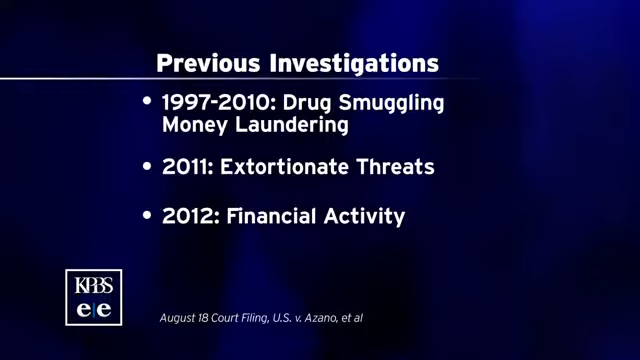 Previous Investigations
• 1997-2010: Drug Smuggling
Money Laundering
• 2011: Extortionate Threats
• 2012: Financial Activity
KPBS
e|e
August 18 Court Filing, U.S. v. Azano, et al